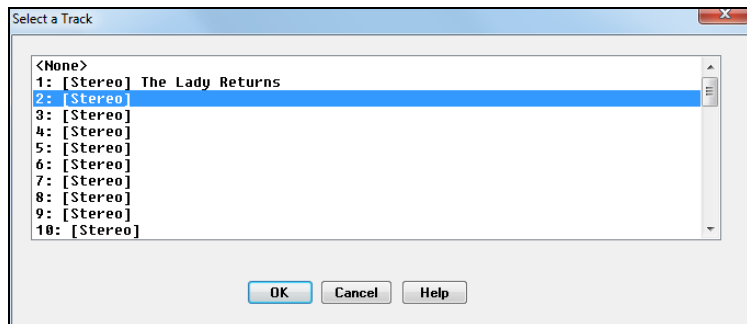 Select a Track
<None>
1: [Stereo] The Lady Returns
2: [Stereo]
3: [Stereo]
4: [Stereo]
5: [Stereo]
6: [Stereo]
7: [Stereo]
8: [Stereo]
9: [Stereo]
10: [Stereo]
OK Cancel Help